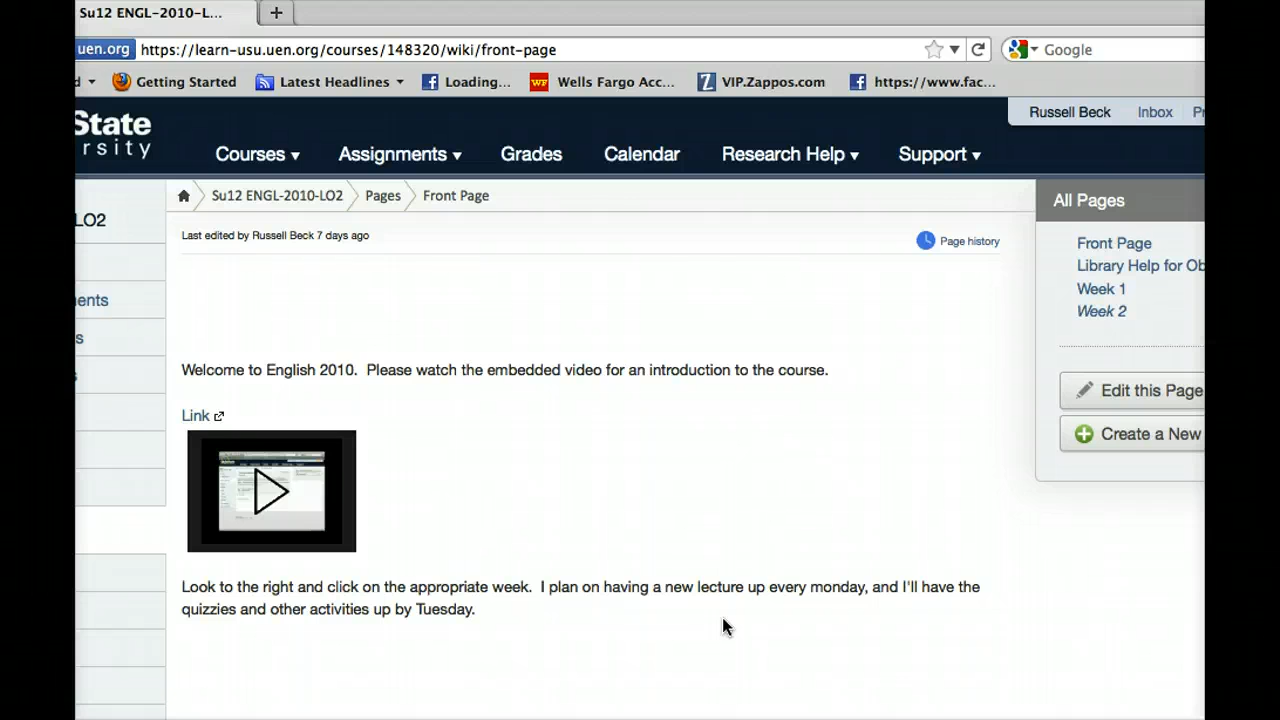 Su12 ENGL-2010-L...
uen.org https://learn-usu.uen.org/courses/148320/wiki/front-page Google
d Getting Started Latest Headlines Loading... Wells Fargo Acc... VIP.Zappos.com https://www.fac...
State
rsity
Russell Beck Inbox Pr
Courses Assignments Grades Calendar Research Help Support
LO2
Su12 ENGL-2010-LO2 Pages Front Page
All Pages
Last edited by Russell Beck 7 days ago
Page history
Front Page
Library Help for Ob
Week 1
Week 2
ents
s
s
Welcome to English 2010. Please watch the embedded video for an introduction to the course.
Edit this Page
Link
Create a New
Look to the right and click on the appropriate week. I plan on having a new lecture up every monday, and I'll have the
quizzies and other activities up by Tuesday.